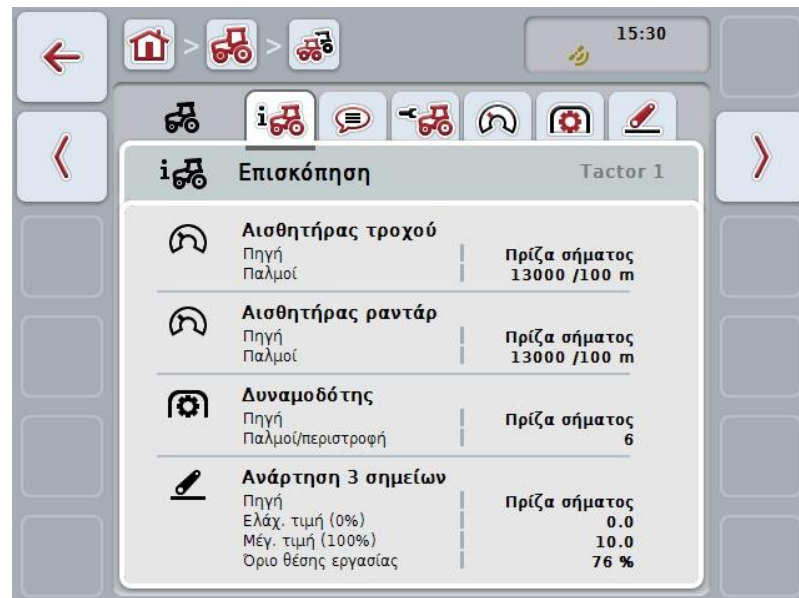 15:30
Επισκόπηση Tactor 1
Αισθητήρας τροχού
Πηγή Πρίζα σήματος
Παλμοί 13000 /100 m
Αισθητήρας ραντάρ
Πηγή Πρίζα σήματος
Παλμοί 13000 /100 m
Δυναμοδότης
Πηγή Πρίζα σήματος
Παλμοί/περιστροφή 6
Ανάρτηση 3 σημείων
Πηγή Πρίζα σήματος
Ελάχ. τιμή (0%) 0.0
Μέγ. τιμή (100%) 10.0
Όριο θέσης εργασίας 76 %